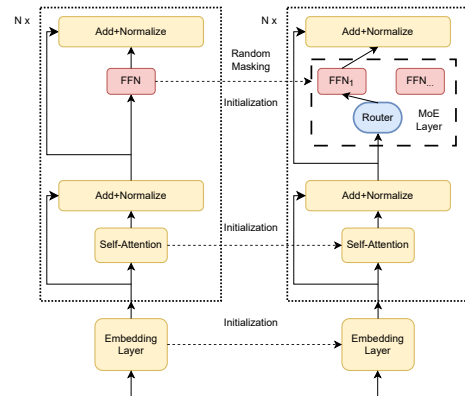 N x
Add+Normalize
FFN
Add+Normalize
Self-Attention
Embedding
Layer
Random
Masking
Initialization
Initialization
Initialization
N x
Add+Normalize
FFN1
FFN...
Router
MoE
Layer
Add+Normalize
Self-Attention
Embedding
Layer